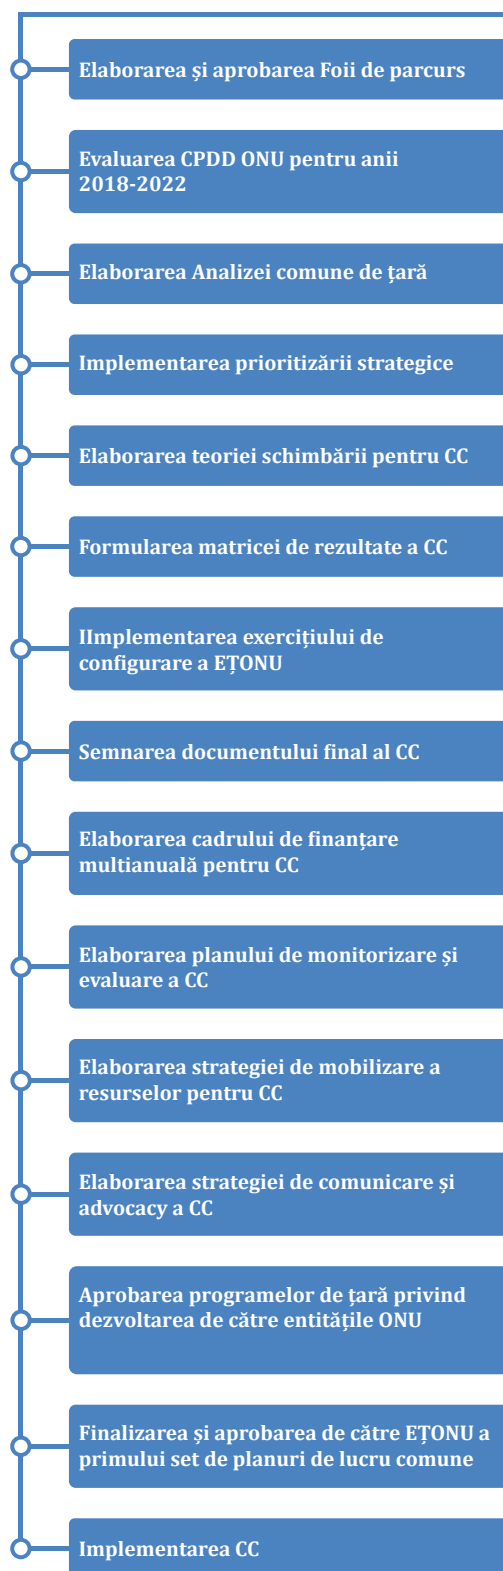 Elaborarea și aprobarea Foii de parcurs
Evaluarea CPDD ONU pentru anii
2018-2022
Elaborarea Analizei comune de țară
Implementarea prioritizării strategice
Elaborarea teoriei schimbării pentru CC
Formularea matricei de rezultate a CC
IImplementarea exercițiului de
configurare a EȚONU
Semnarea documentului final al CC
Elaborarea cadrului de finanțare
multianuală pentru CC
Elaborarea planului de monitorizare și
evaluare a CC
Elaborarea strategiei de mobilizare a
resurselor pentru CC
Elaborarea strategiei de comunicare și
advocacy a CC
Aprobarea programelor de țară privind
dezvoltarea de către entitățile ONU
Finalizarea și aprobarea de către EȚONU a
primului set de planuri de lucru comune
Implementarea CC